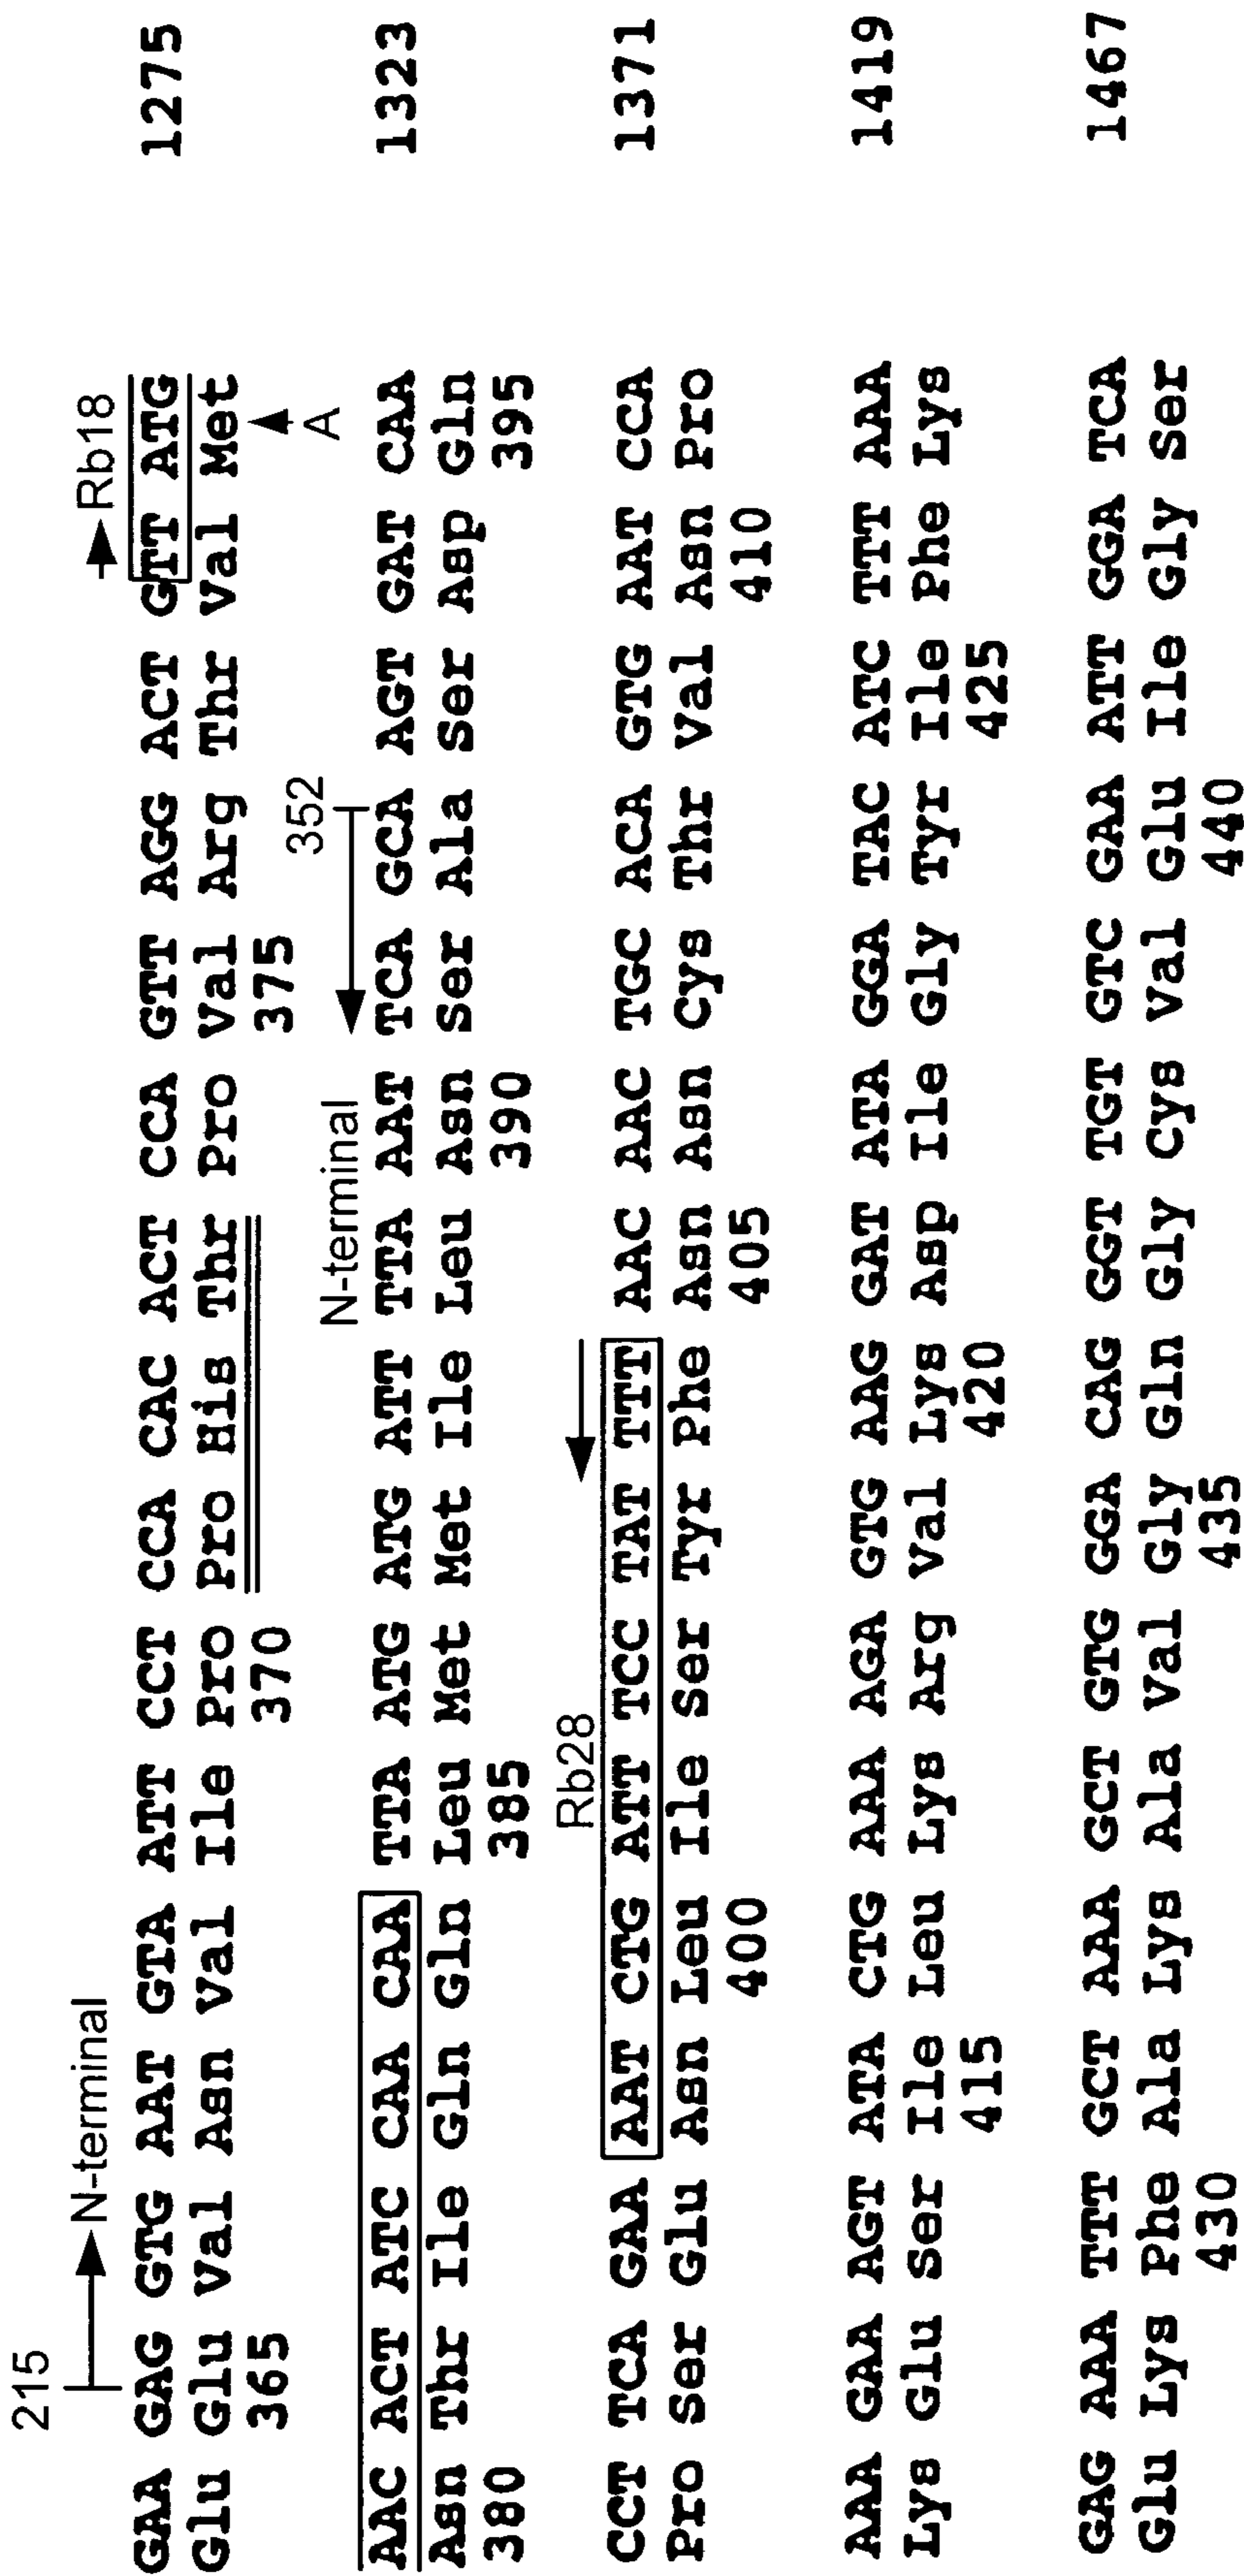 215
N-terminal
Rb18
GAA GAG GTG AAT GTA ATT CCT CCA CAC ACT CCA GTT AGG ACT GTT ATG 1275
Glu Glu Val Asn Val Ile Pro Pro His Thr Pro Val Arg Thr Val Met
365 370 375
A
N-terminal
352
AAC ACT ATC CAA CAA TTA ATG ATG ATT TTA AAT TCA GCA AGT GAT CAA 1323
Asn Thr Ile Gln Gln Leu Met Met Ile Leu Asn Ser Ala Ser Asp Gln
380 385 390 395
Rb28
CCT TCA GAA AAT CTG ATT TCC TAT TTT AAC AAC TGC ACA GTG AAT CCA 1371
Pro Ser Glu Asn Leu Ile Ser Tyr Phe Asn Asn Cys Thr Val Asn Pro
400 405 410
AAA GAA AGT ATA CTG AAA AGA GTG AAG GAT ATA GGA TAC ATC TTT AAA 1419
Lys Glu Ser Ile Leu Lys Arg Val Lys Asp Ile Gly Tyr Ile Phe Lys
415 420 425
GAG AAA TTT GCT AAA GCT GTG GGA CAG GGT TGT GTC GAA ATT GGA TCA 1467
Glu Lys Phe Ala Lys Ala Val Gly Gln Gly Cys Val Glu Ile Gly Ser
430 435 440